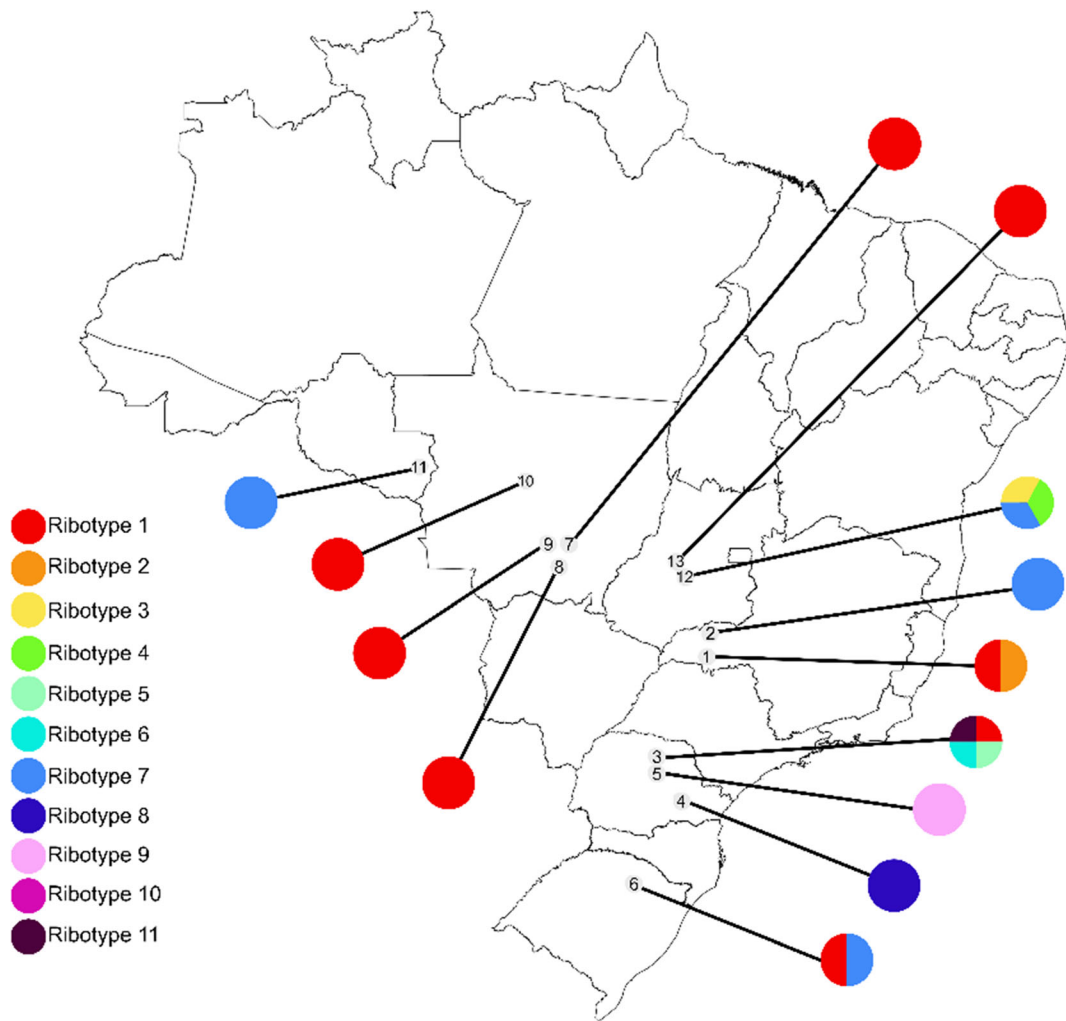 11
10
9
7
8
13
12
2
1
3
5
4
6
Ribotype 1
Ribotype 2
Ribotype 3
Ribotype 4
Ribotype 5
Ribotype 6
Ribotype 7
Ribotype 8
Ribotype 9
Ribotype 10
Ribotype 11